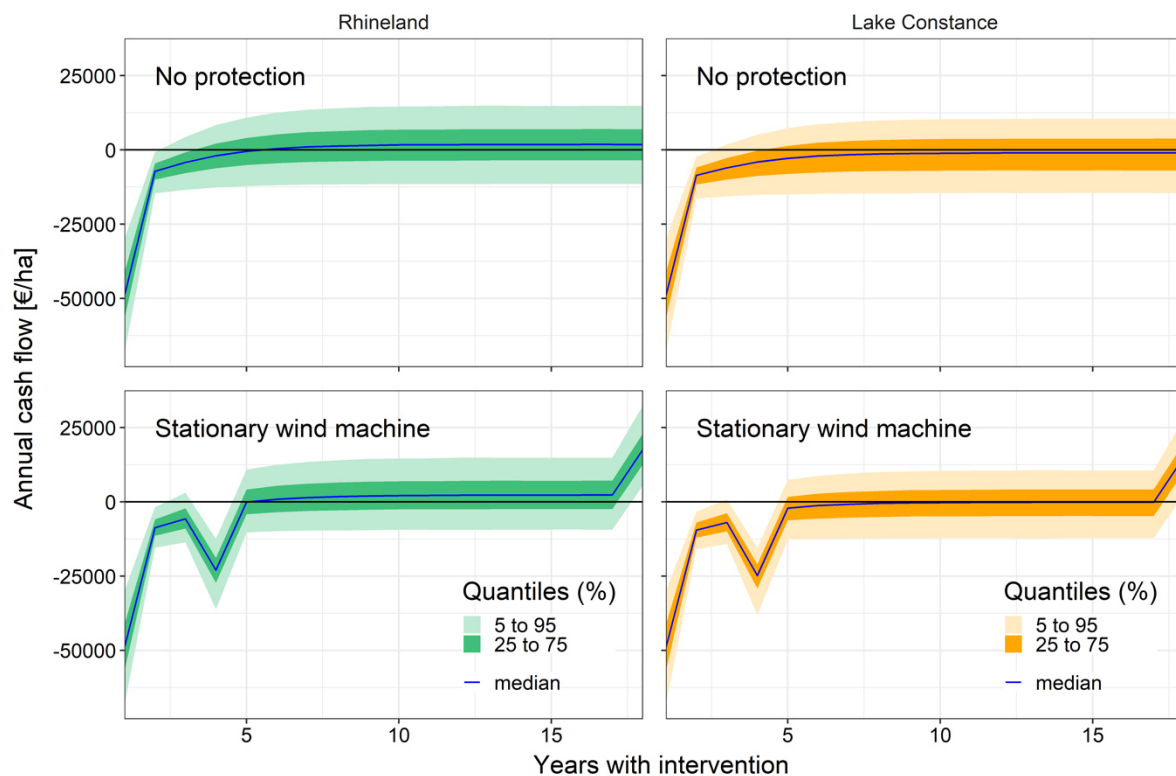 Rhineland
Lake Constance
Annual cash flow [€/ha]
No protection
No protection
25000
0
-25000
-50000
Stationary wind machine
Stationary wind machine
25000
0
-25000
-50000
Quantiles (%)
5 to 95
25 to 75
median
Quantiles (%)
5 to 95
25 to 75
median
5 10 15
5 10 15
Years with intervention